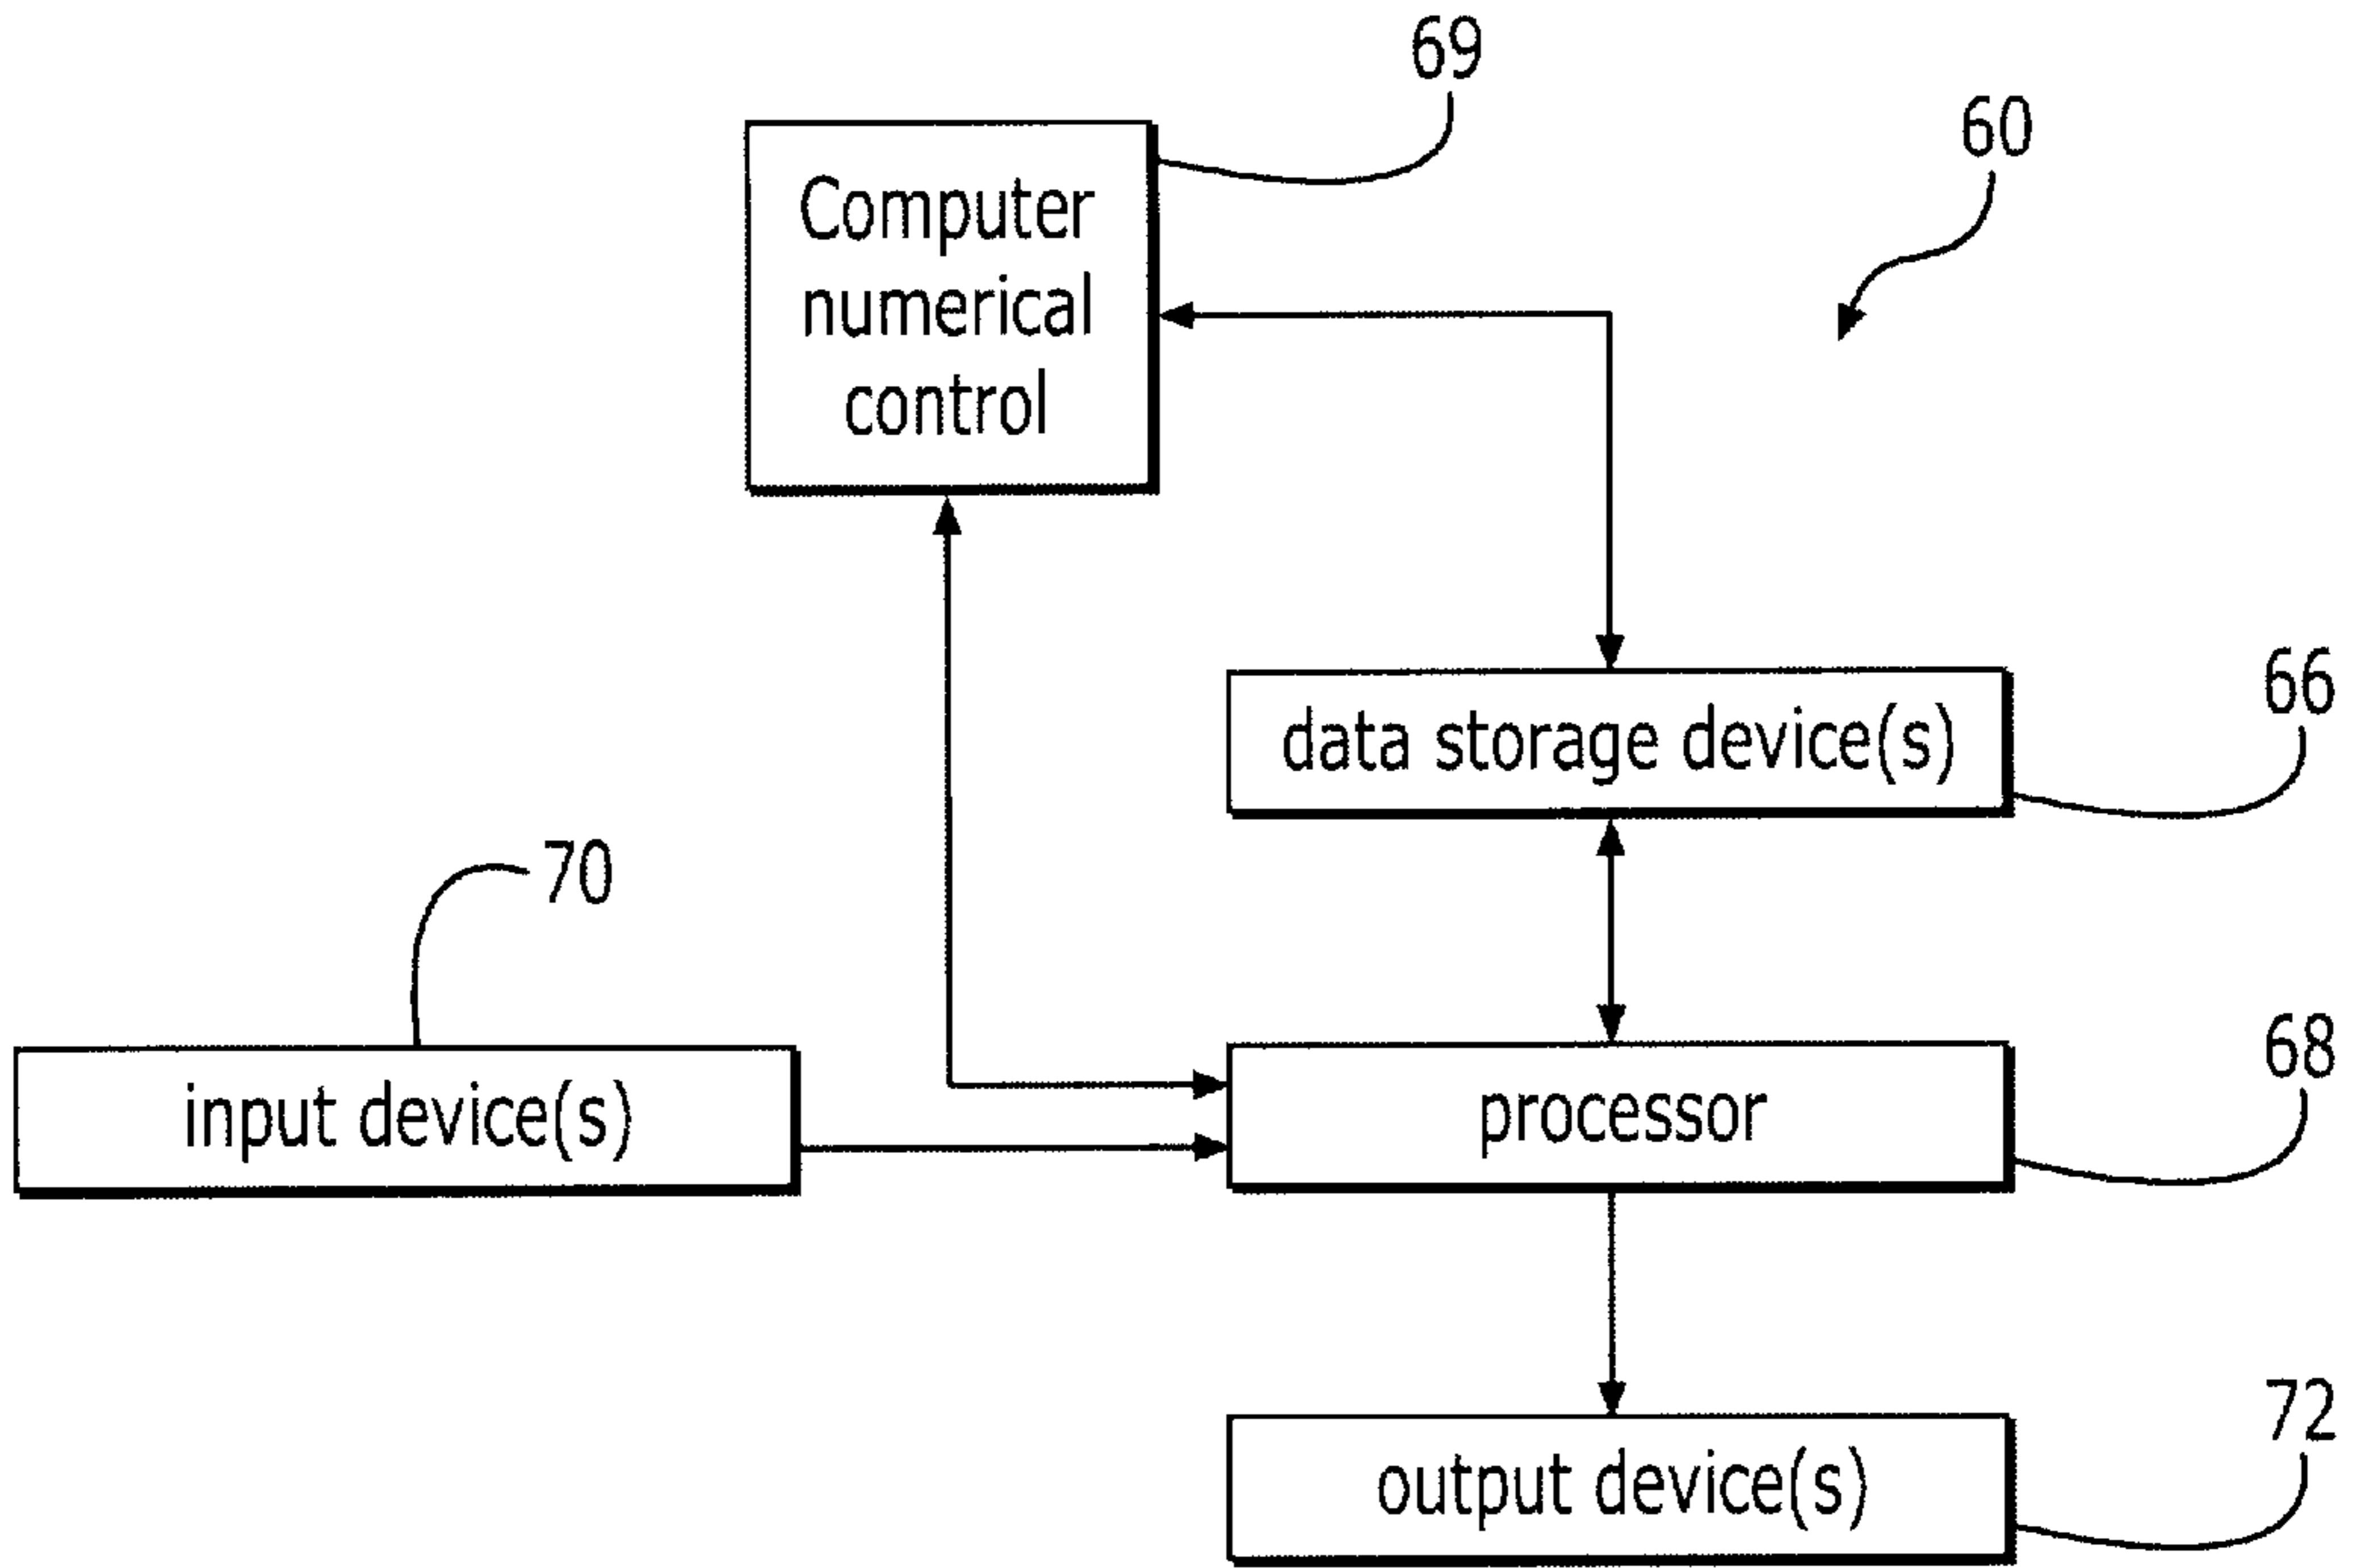 69
60
Computer
numerical
control
66
data storage device(s)
70
68
input device(s)
processor
72
output device(s)